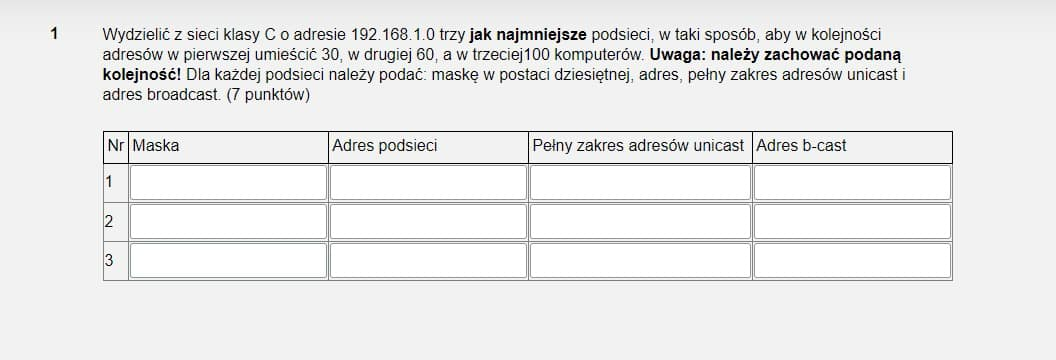 1 Wydzielić z sieci klasy C o adresie 192.168.1.0 trzy jak najmniejsze podsieci, w taki sposób, aby w kolejności
adresów w pierwszej umieścić 30, w drugiej 60, a w trzeciej100 komputerów. Uwaga: należy zachować podaną
kolejność! Dla każdej podsieci należy podać: maskę w postaci dziesiętnej, adres, pełny zakres adresów unicast i
adres broadcast. (7 punktów)
Nr Maska Adres podsieci Pełny zakres adresów unicast Adres b-cast
1
2
3